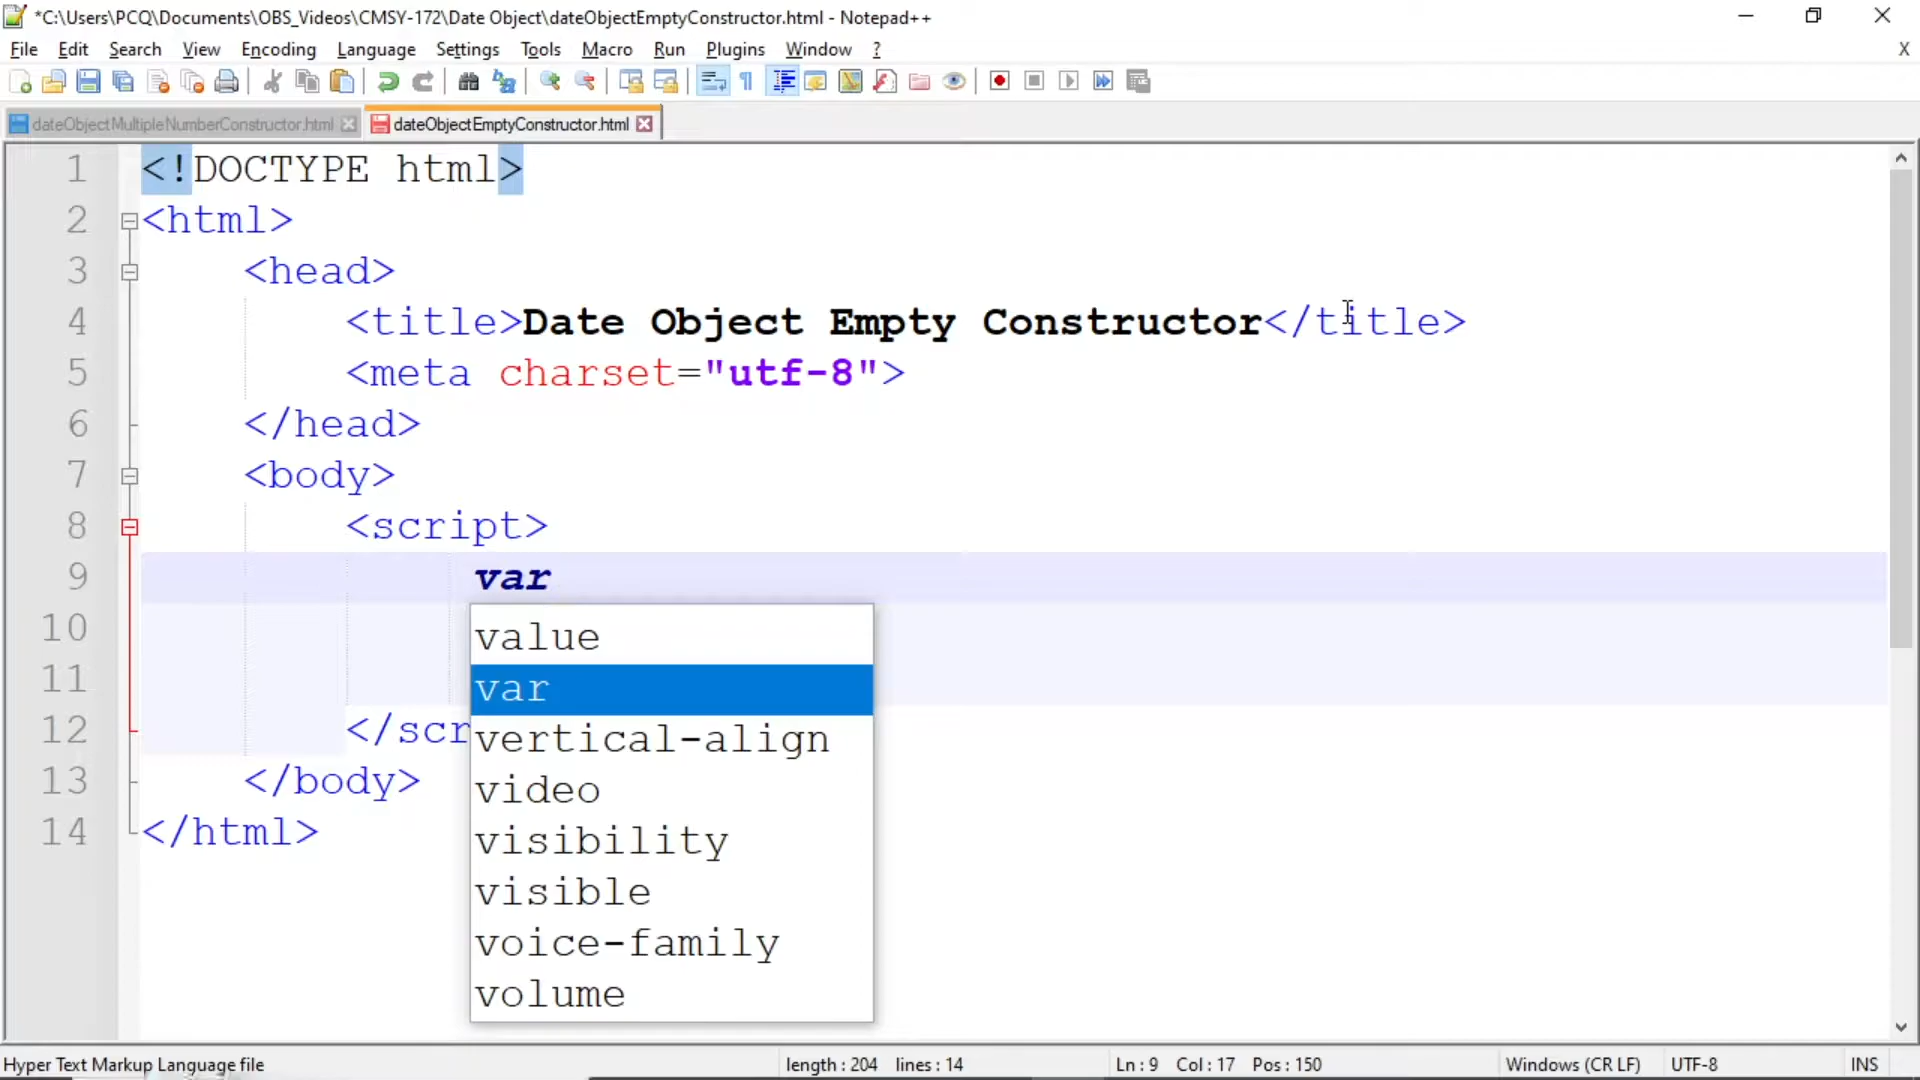 *C:\Users\PCQ\Documents\OBS_Videos\CMSY-172\Date Object\dateObjectEmptyConstructor.html - Notepad++
File Edit Search View Encoding Language Settings Tools Macro Run Plugins Window ? X
dateObjectMultipleNumberConstructor.html dateObjectEmptyConstructor.html
1 <!DOCTYPE html>
2 <html>
3 <head>
4 <title>Date Object Empty Constructor</title>
5 <meta charset="utf-8">
6 </head>
7 <body>
8 <script>
9 var
10 value
11 var
12 </scr vertical-align
13 </body> video
14 </html> visibility
visible
voice-family
volume
Hyper Text Markup Language file length : 204 lines : 14 Ln : 9 Col : 17 Pos : 150 Windows (CR LF) UTF-8 INS